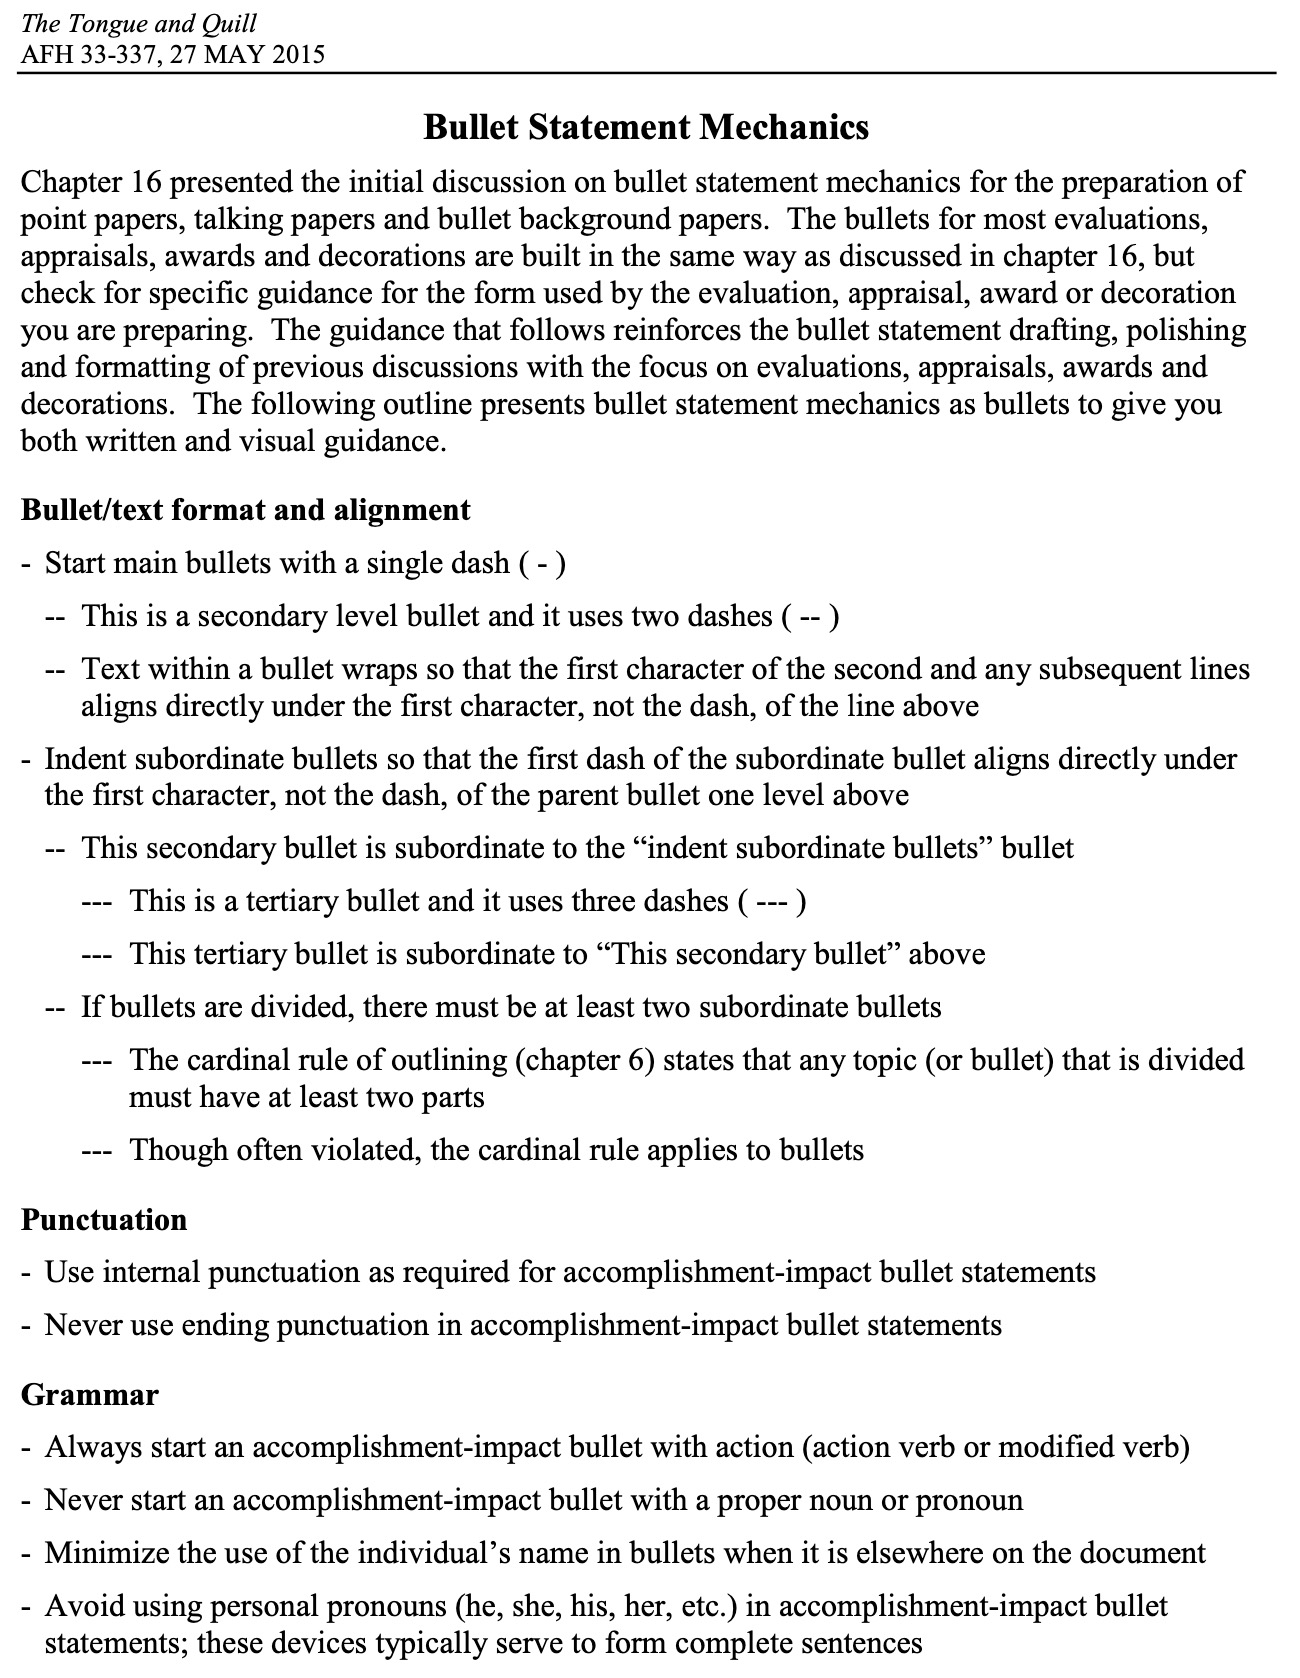 The Tongue and Quill
AFH 33-337, 27 MAY 2015
Bullet Statement Mechanics
Chapter 16 presented the initial discussion on bullet statement mechanics for the preparation of
point papers, talking papers and bullet background papers.  The bullets for most evaluations,
appraisals, awards and decorations are built in the same way as discussed in chapter 16, but
check for specific guidance for the form used by the evaluation, appraisal, award or decoration
you are preparing.  The guidance that follows reinforces the bullet statement drafting, polishing
and formatting of previous discussions with the focus on evaluations, appraisals, awards and
decorations.  The following outline presents bullet statement mechanics as bullets to give you
both written and visual guidance.
Bullet/text format and alignment
- Start main bullets with a single dash ( - )
-- This is a secondary level bullet and it uses two dashes ( -- )
-- Text within a bullet wraps so that the first character of the second and any subsequent lines
aligns directly under the first character, not the dash, of the line above
- Indent subordinate bullets so that the first dash of the subordinate bullet aligns directly under
the first character, not the dash, of the parent bullet one level above
-- This secondary bullet is subordinate to the “indent subordinate bullets” bullet
--- This is a tertiary bullet and it uses three dashes ( --- )
--- This tertiary bullet is subordinate to “This secondary bullet” above
-- If bullets are divided, there must be at least two subordinate bullets
--- The cardinal rule of outlining (chapter 6) states that any topic (or bullet) that is divided
must have at least two parts
--- Though often violated, the cardinal rule applies to bullets
Punctuation
- Use internal punctuation as required for accomplishment-impact bullet statements
- Never use ending punctuation in accomplishment-impact bullet statements
Grammar
- Always start an accomplishment-impact bullet with action (action verb or modified verb)
- Never start an accomplishment-impact bullet with a proper noun or pronoun
- Minimize the use of the individual’s name in bullets when it is elsewhere on the document
- Avoid using personal pronouns (he, she, his, her, etc.) in accomplishment-impact bullet
statements; these devices typically serve to form complete sentences